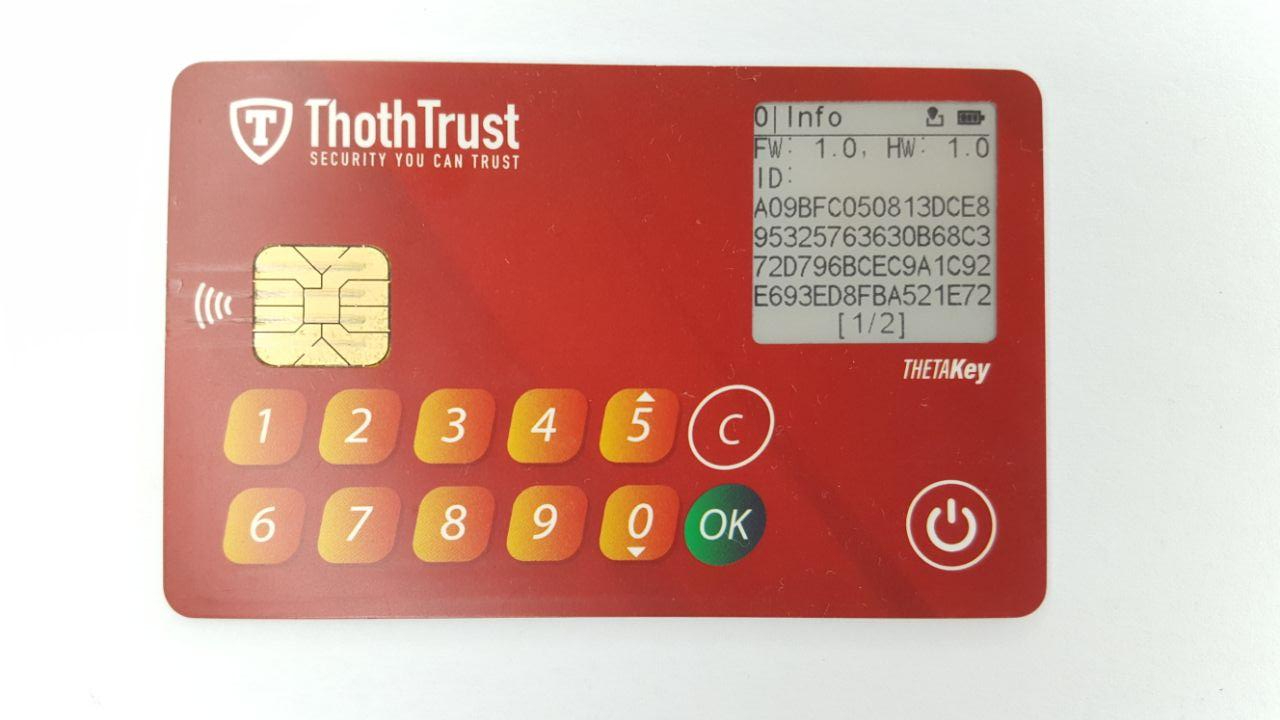 T
ThothTrust
SECURITY YOU CAN TRUST
0| Info
FW: 1.0, HW: 1.0
ID:
A09BFC050813DCE8
95325763630B68C3
72D796BCEC9A1C92
E693ED8FBA521E72
[1/2]
THETAKey
1 2 3 4 5 C
6 7 8 9 0 OK